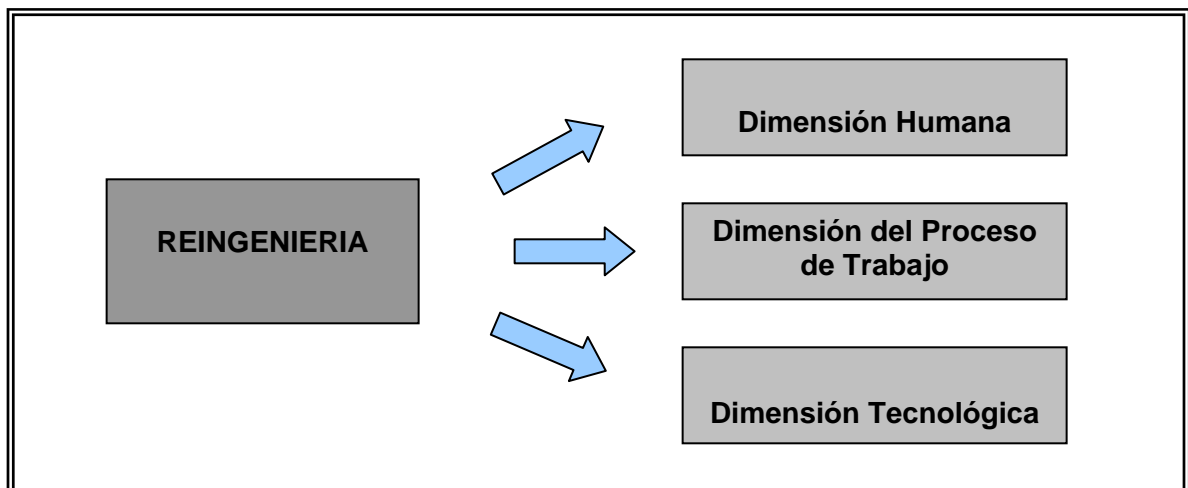 REINGENIERIA
Dimensión Humana
Dimensión del Proceso
de Trabajo
Dimensión Tecnológica